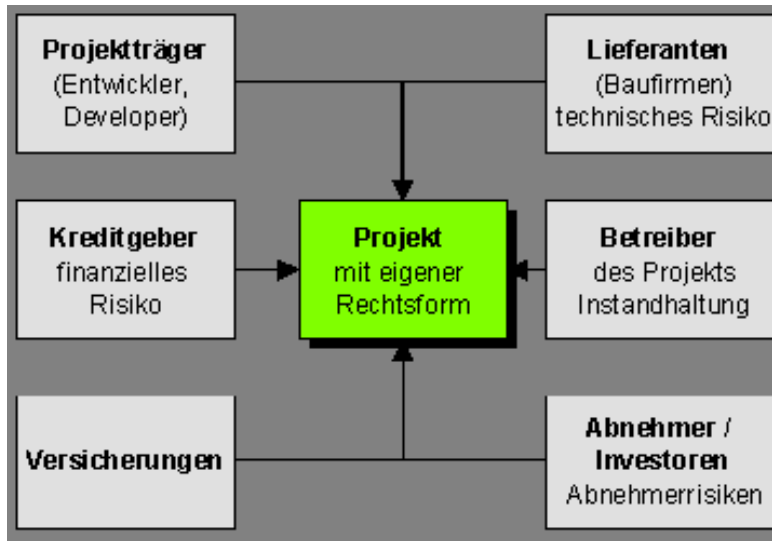 Projektträger
(Entwickler,
Developer)
Lieferanten
(Baufirmen)
technisches Risiko
Kreditgeber
finanzielles
Risiko
Projekt
mit eigener
Rechtsform
Betreiber
des Projekts
Instandhaltung
Versicherungen
Abnehmer /
Investoren
Abnehmerrisiken